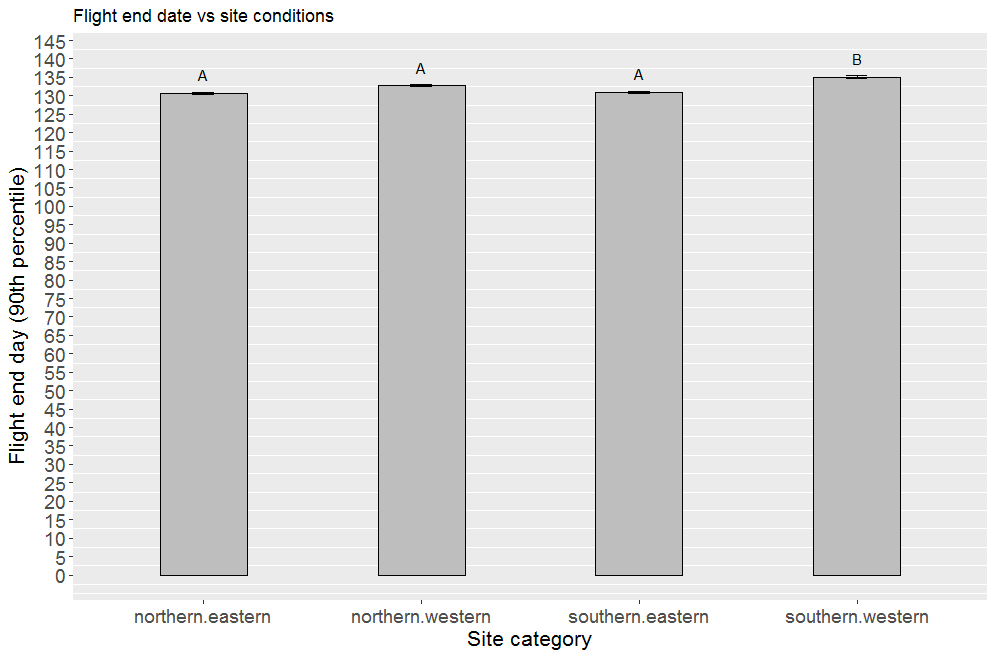 Flight end date vs site conditions
Flight end day (90th percentile)
145
140
135
130
125
120
115
110
105
100
95
90
85
80
75
70
65
60
55
50
45
40
35
30
25
20
15
10
5
0
A
A
A
B
northern.eastern
northern.western
southern.eastern
southern.western
Site category